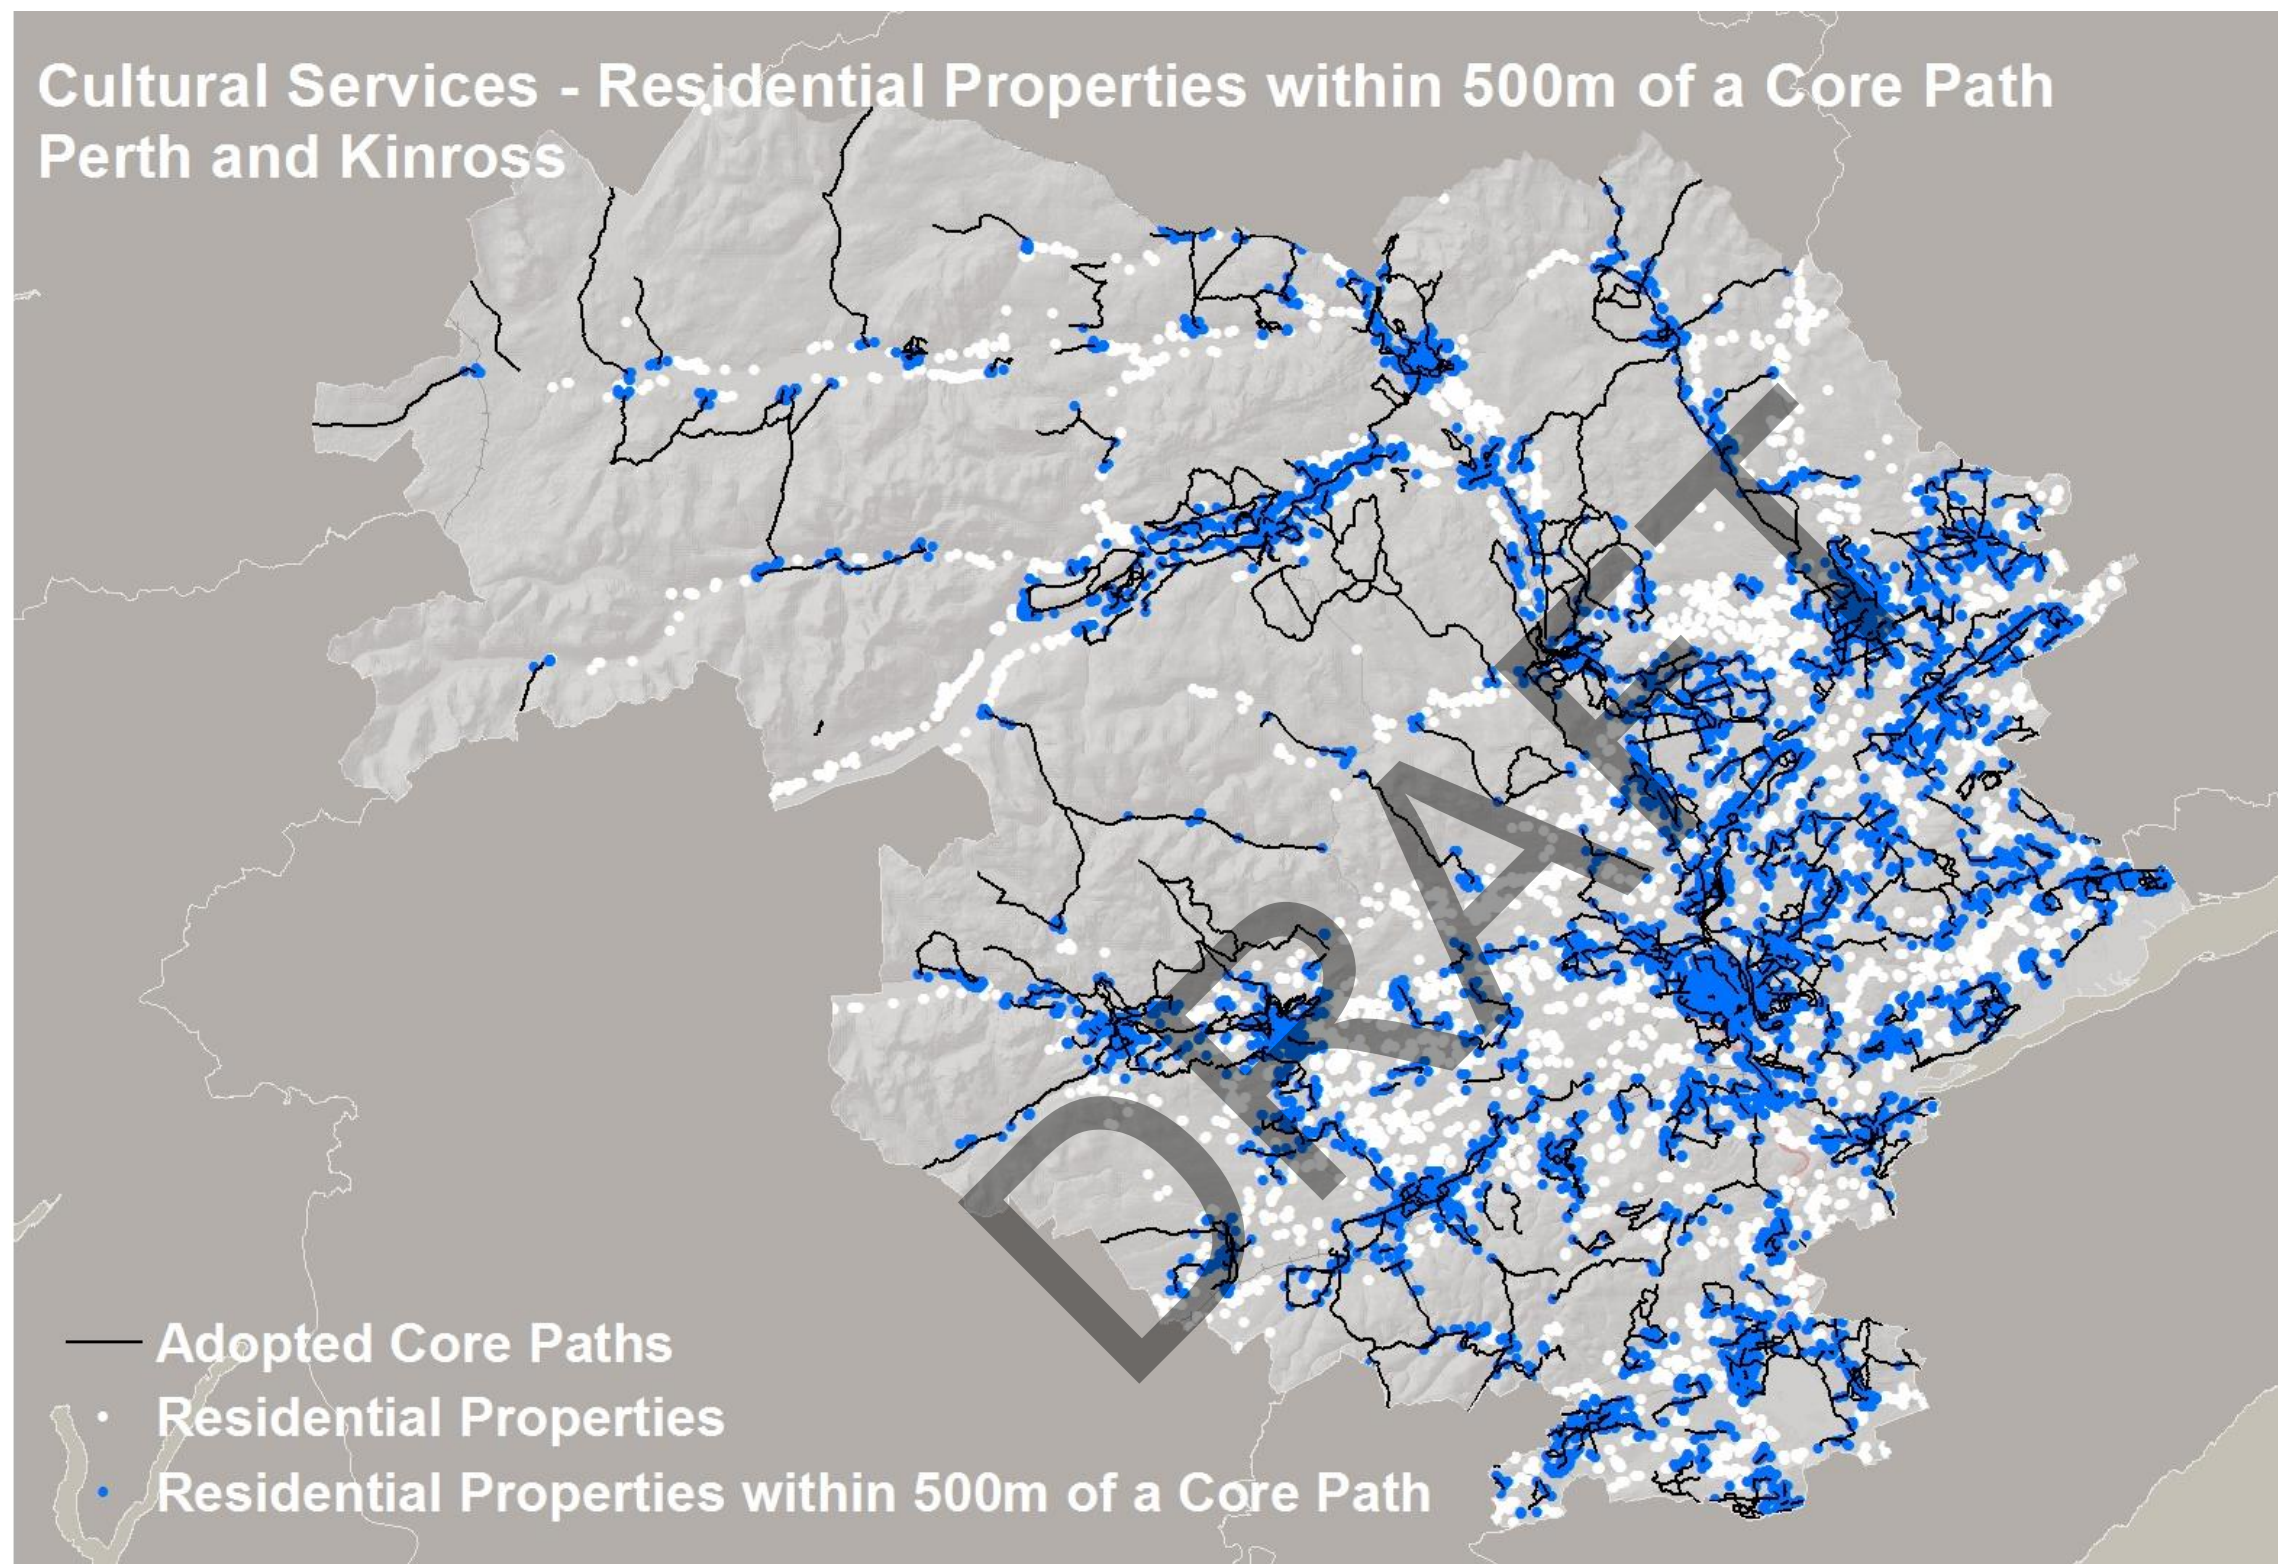 Cultural Services - Residential Properties within 500m of a Core Path
Perth and Kinross
DRAFT
Adopted Core Paths
Residential Properties
Residential Properties within 500m of a Core Path